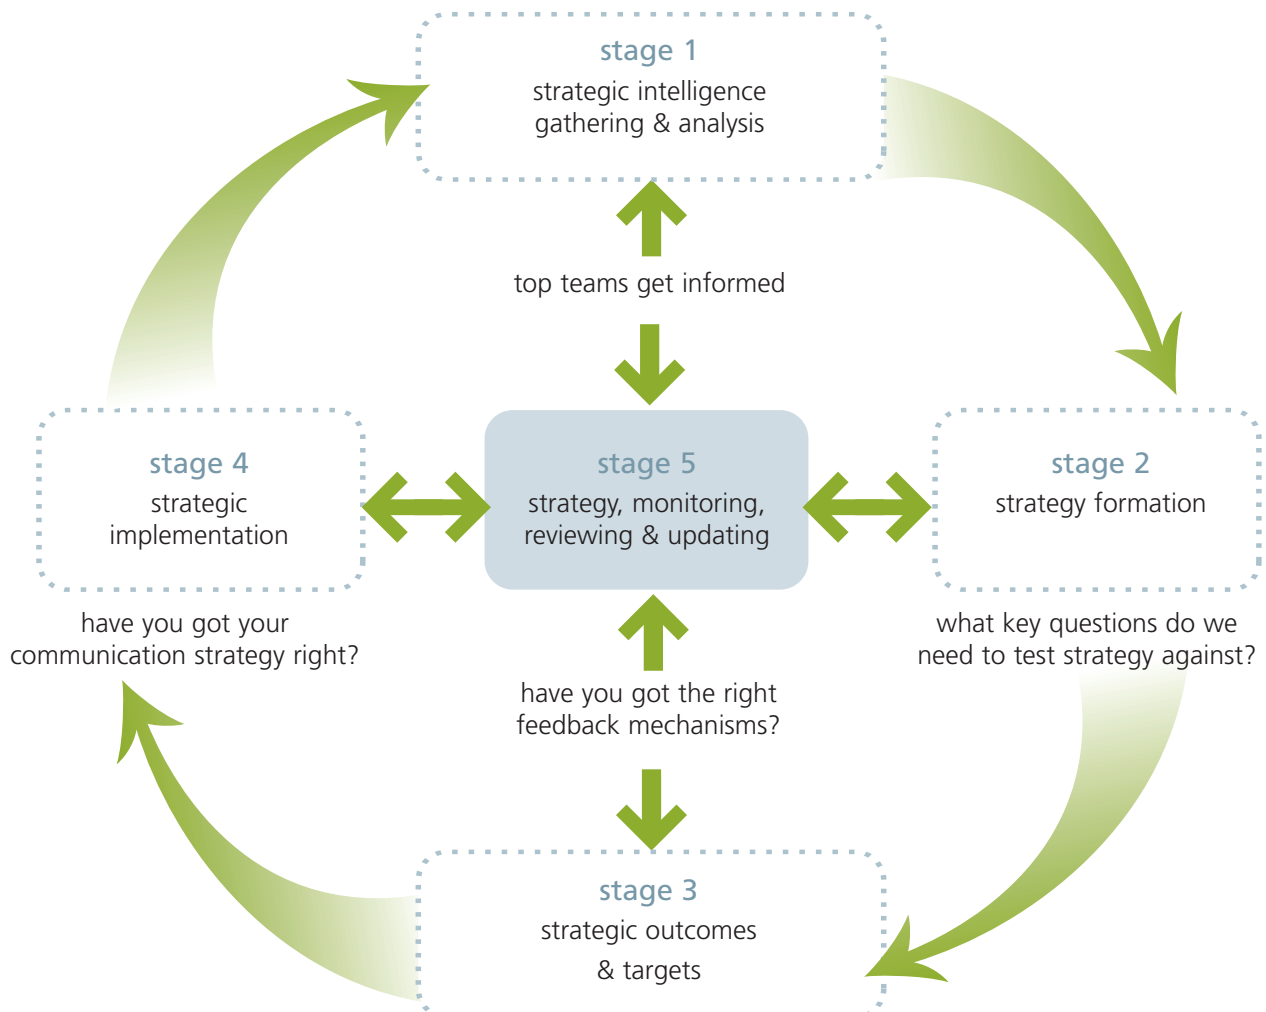 stage 1
strategic intelligence
gathering & analysis
top teams get informed
stage 4
strategic
implementation
stage 5
strategy, monitoring,
reviewing & updating
stage 2
strategy formation
have you got your
communication strategy right?
what key questions do we
need to test strategy against?
have you got the right
feedback mechanisms?
stage 3
strategic outcomes
& targets